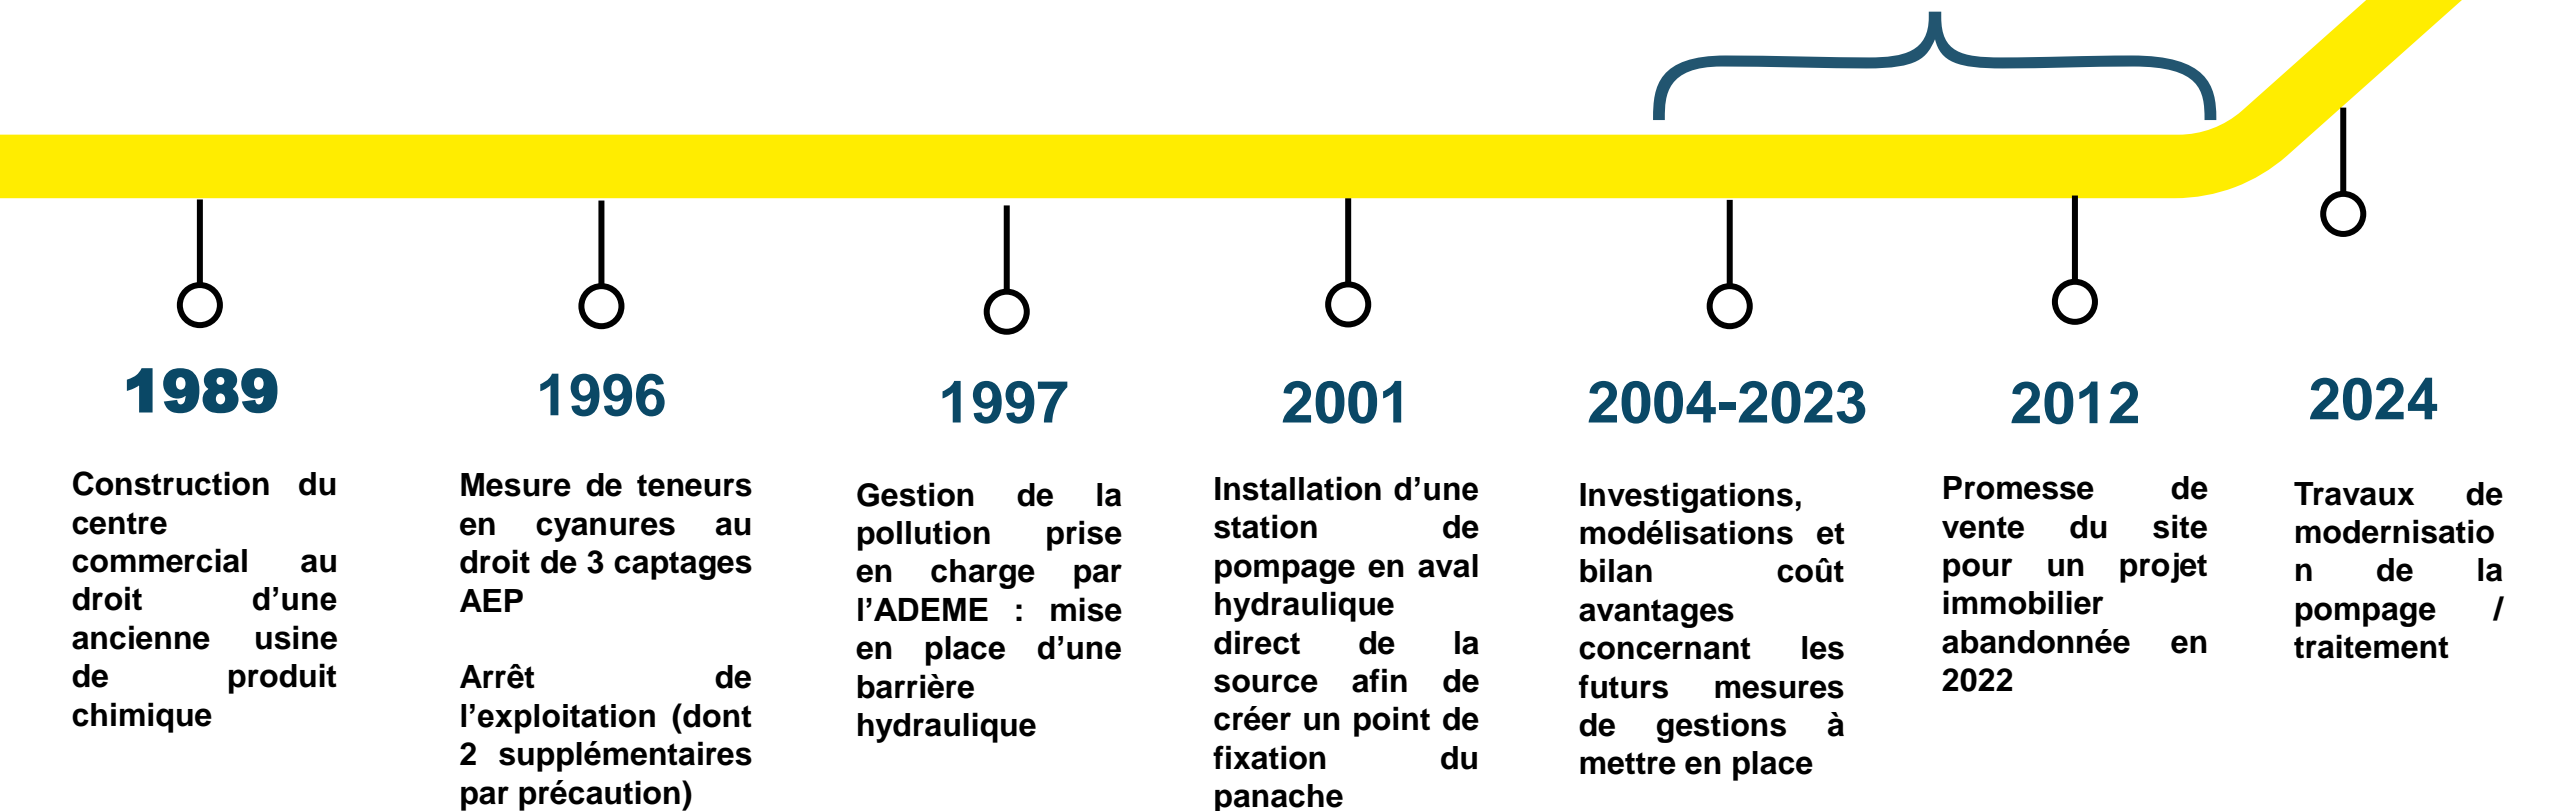 1989
Construction du
centre
commercial au
droit d’une
ancienne usine
de produit
chimique
1996
Mesure de teneurs
en cyanures au
droit de 3 captages
AEP
Arrêt de
l’exploitation (dont
2 supplémentaires
par précaution)
1997
Gestion de la
pollution prise
en charge par
l’ADEME : mise
en place d’une
barrière
hydraulique
2001
Installation d’une
station de
pompage en aval
hydraulique
direct de la
source afin de
créer un point de
fixation du
panache
2004-2023
Investigations,
modélisations et
bilan coût
avantages
concernant les
futurs mesures
de gestions à
mettre en place
2012
Promesse de
vente du site
pour un projet
immobilier
abandonnée en
2022
2024
Travaux de
modernisatio
n de la
pompage /
traitement